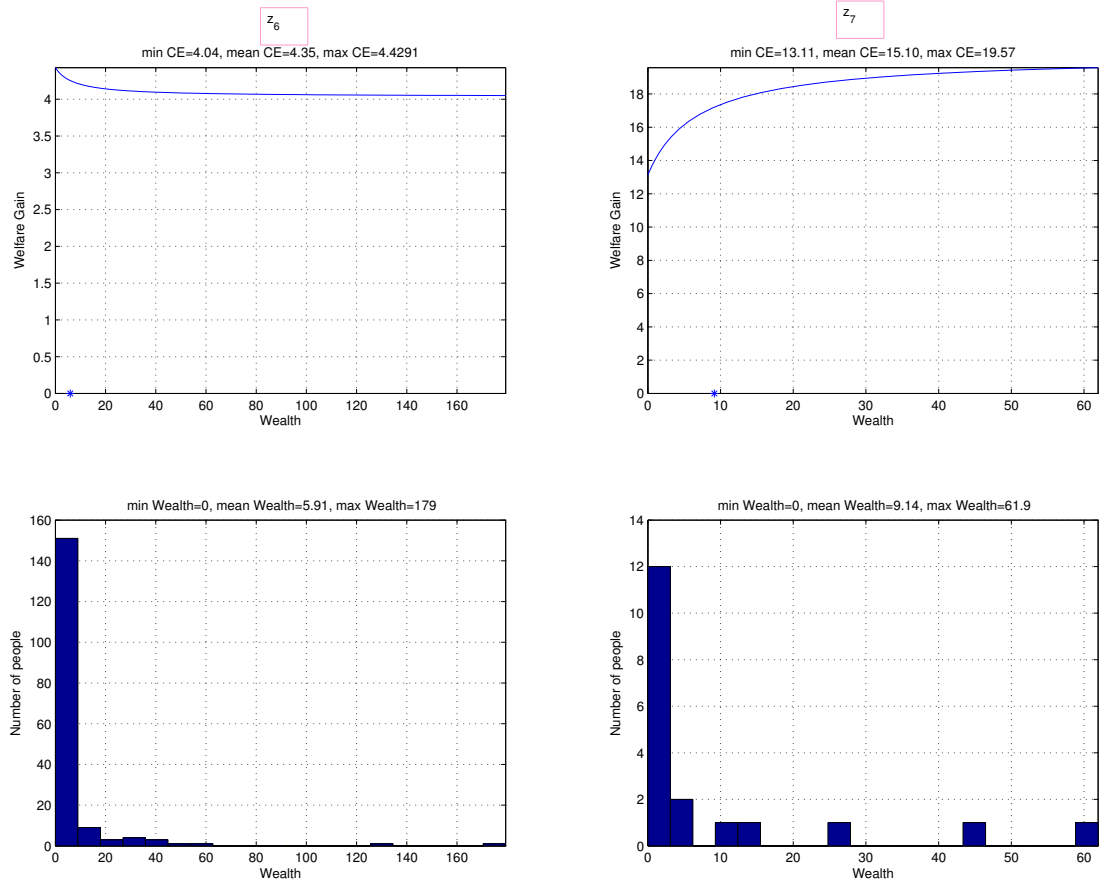 z6
min CE=4.04, mean CE=4.35, max CE=4.4291
Welfare Gain
4
3.5
3
2.5
2
1.5
1
0.5
0
0 20 40 60 80 100 120 140 160
Wealth
z7
min CE=13.11, mean CE=15.10, max CE=19.57
Welfare Gain
18
16
14
12
10
8
6
4
2
0
0 10 20 30 40 50 60
Wealth
min Wealth=0, mean Wealth=5.91, max Wealth=179
Number of people
160
140
120
100
80
60
40
20
0
0 20 40 60 80 100 120 140 160
Wealth
min Wealth=0, mean Wealth=9.14, max Wealth=61.9
Number of people
14
12
10
8
6
4
2
0
0 10 20 30 40 50 60
Wealth